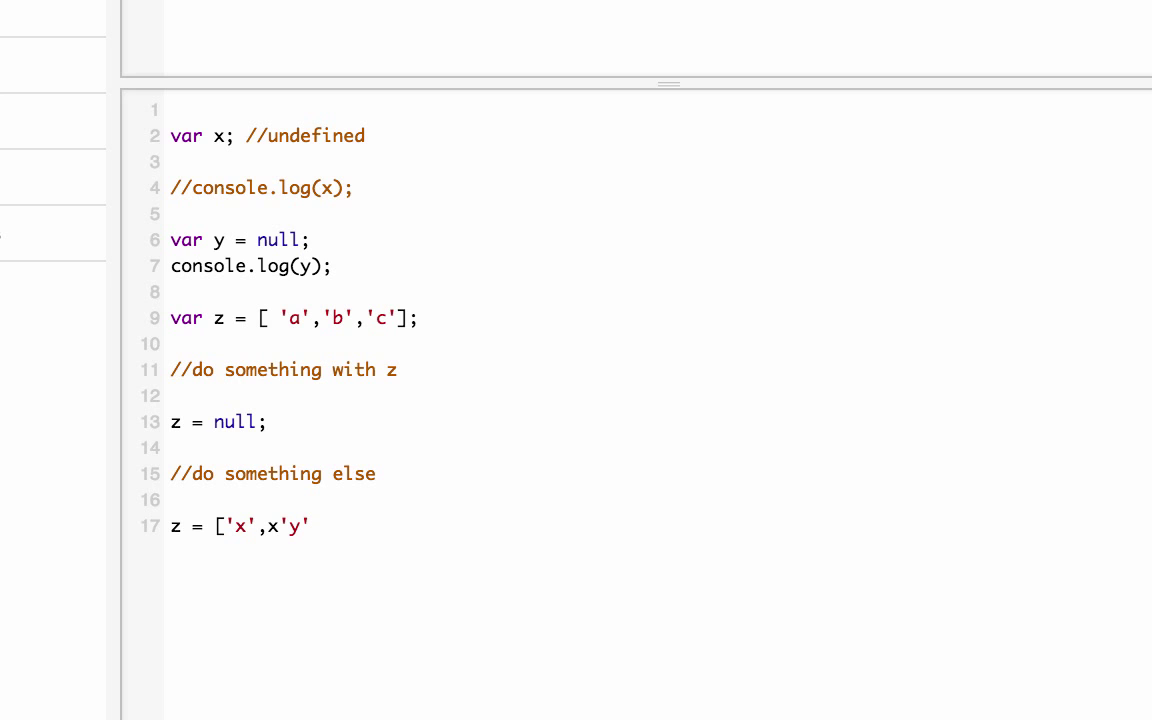 1
2 var x; //undefined
3
4 //console.log(x);
5
6 var y = null;
7 console.log(y);
8
9 var z = [ 'a','b','c'];
10
11 //do something with z
12
13 z = null;
14
15 //do something else
16
17 z = ['x',x'y'